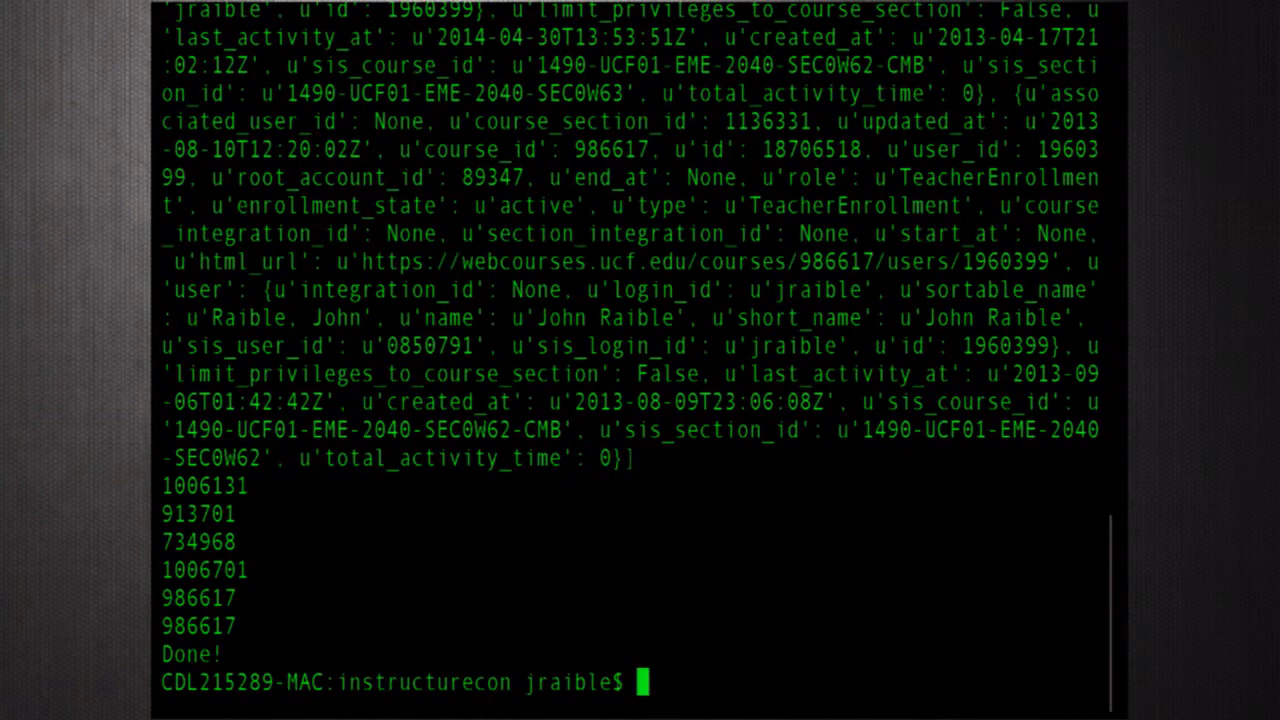 'jraible', u'id': 1960399}, u'limit_privileges_to_course_section': False, u
'last_activity_at': u'2014-04-30T13:53:51Z', u'created_at': u'2013-04-17T21
:02:12Z', u'sis_course_id': u'1490-UCF01-EME-2040-SEC0W62-CMB', u'sis_secti
on_id': u'1490-UCF01-EME-2040-SEC0W63', u'total_activity_time': 0}, {u'asso
ciated_user_id': None, u'course_section_id': 1136331, u'updated_at': u'2013
-08-10T12:20:02Z', u'course_id': 986617, u'id': 18706518, u'user_id': 19603
99, u'root_account_id': 89347, u'end_at': None, u'role': u'TeacherEnrollmen
t', u'enrollment_state': u'active', u'type': u'TeacherEnrollment', u'course
_integration_id': None, u'section_integration_id': None, u'start_at': None,
 u'html_url': u'https://webcourses.ucf.edu/courses/986617/users/1960399', u
'user': {u'integration_id': None, u'login_id': u'jraible', u'sortable_name'
: u'Raible, John', u'name': u'John Raible', u'short_name': u'John Raible',
u'sis_user_id': u'0850791', u'sis_login_id': u'jraible', u'id': 1960399}, u
'limit_privileges_to_course_section': False, u'last_activity_at': u'2013-09
-06T01:42:42Z', u'created_at': u'2013-08-09T23:06:08Z', u'sis_course_id': u
'1490-UCF01-EME-2040-SEC0W62-CMB', u'sis_section_id': u'1490-UCF01-EME-2040
-SEC0W62', u'total_activity_time': 0}]
1006131
913701
734968
1006701
986617
986617
Done!
CDL215289-MAC:instructurecon jraible$